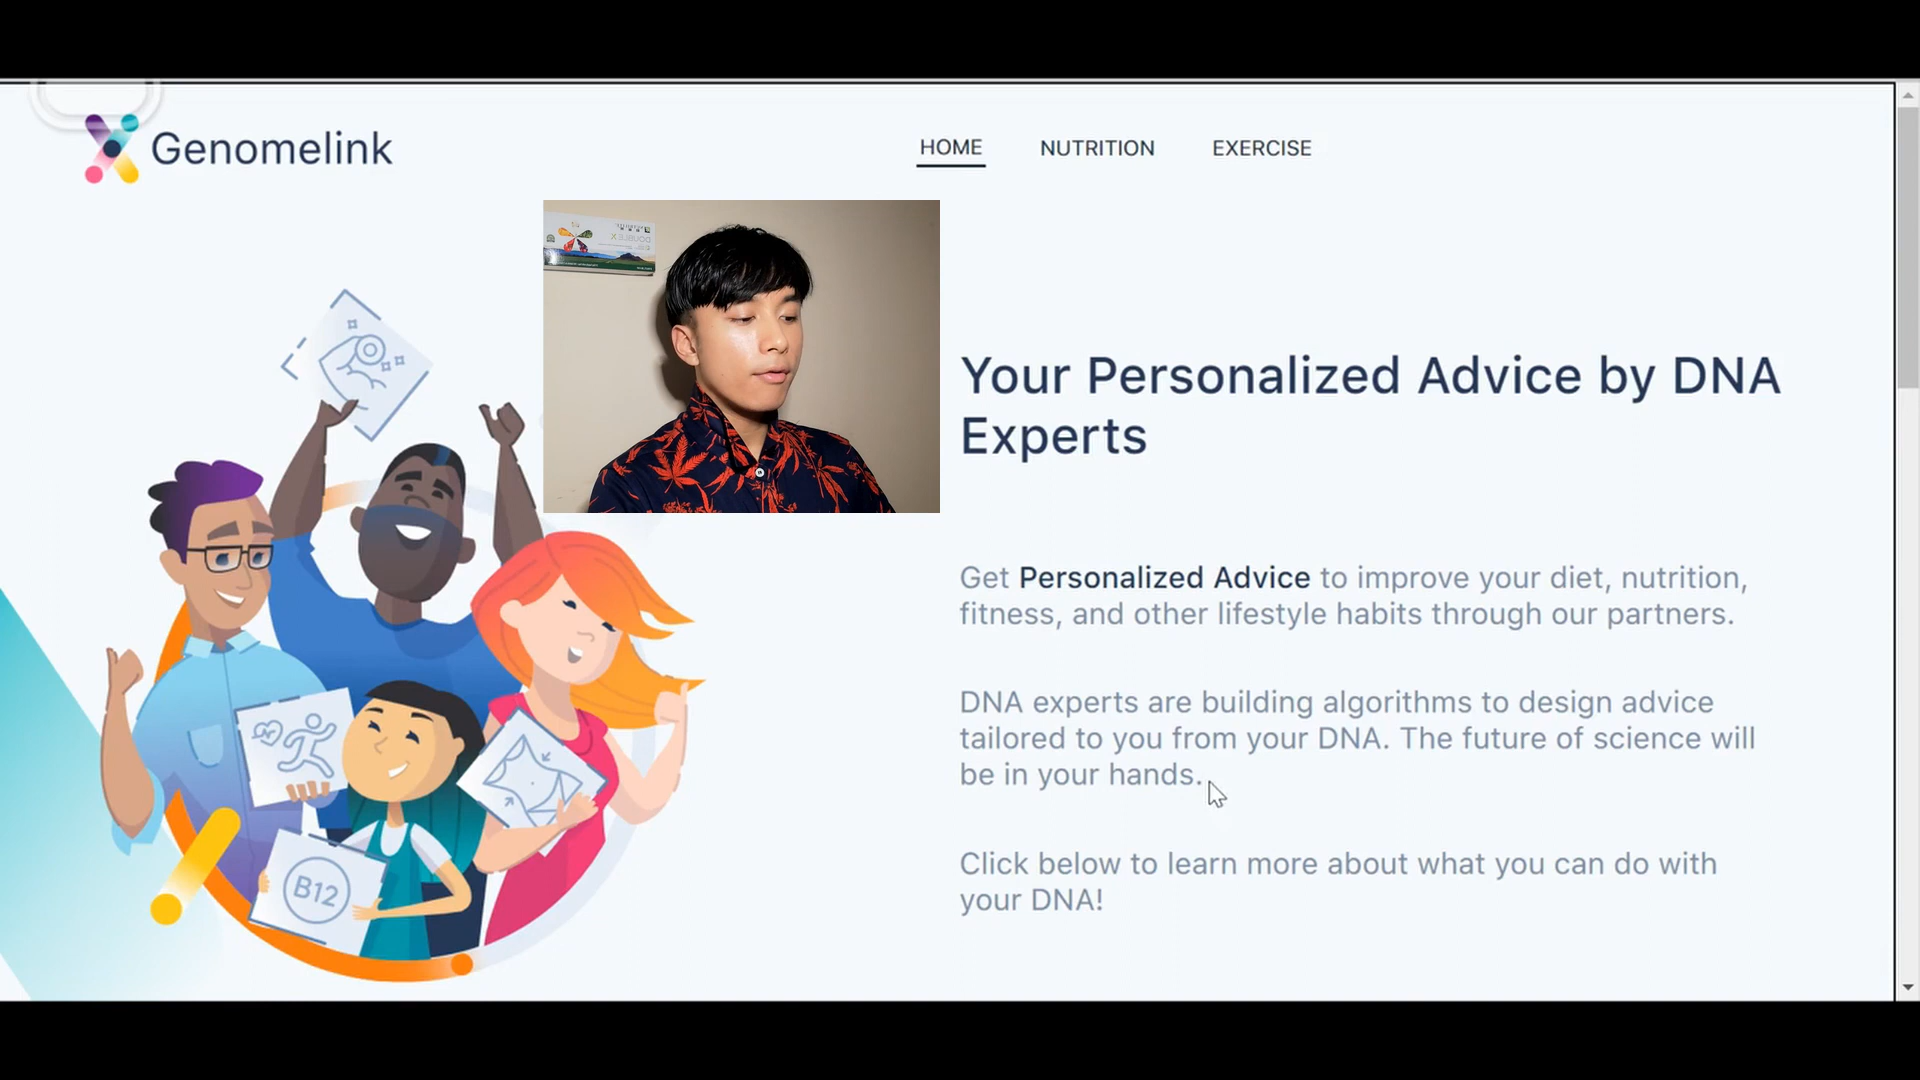 Genomelink
HOME NUTRITION EXERCISE
Your Personalized Advice by DNA
Experts
Get Personalized Advice to improve your diet, nutrition,
fitness, and other lifestyle habits through our partners.
DNA experts are building algorithms to design advice
tailored to you from your DNA. The future of science will
be in your hands.
Click below to learn more about what you can do with
your DNA!
B12
DOUBLE X